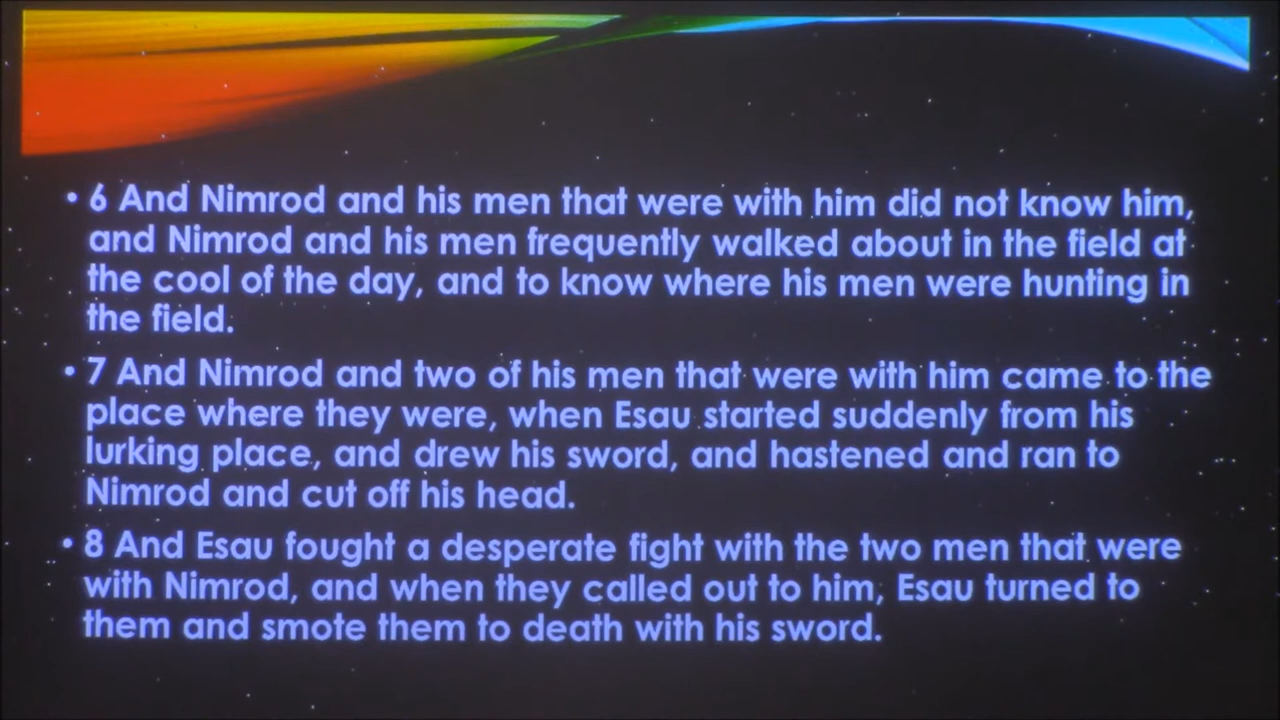 • 6 And Nimrod and his men that were with him did not know him,
and Nimrod and his men frequently walked about in the field at
the cool of the day, and to know where his men were hunting in
the field.
• 7 And Nimrod and two of his men that were with him came to the
place where they were, when Esau started suddenly from his
lurking place, and drew his sword, and hastened and ran to
Nimrod and cut off his head.
• 8 And Esau fought a desperate fight with the two men that were
with Nimrod, and when they called out to him, Esau turned to
them and smote them to death with his sword.